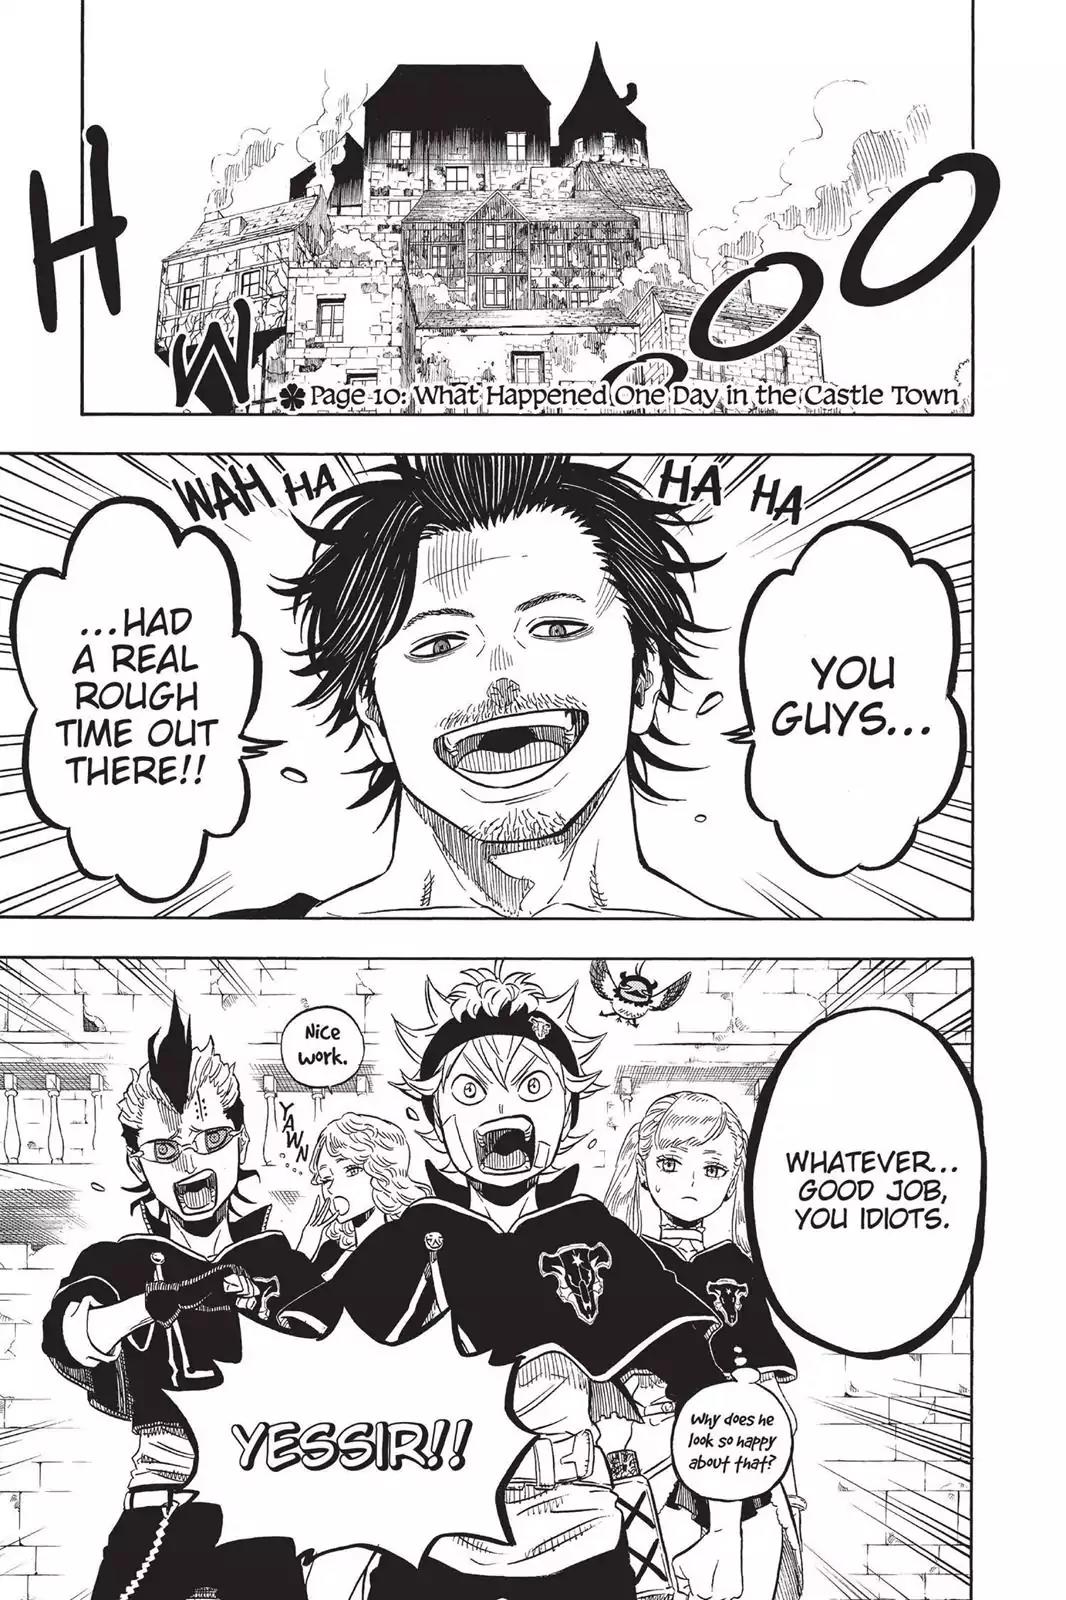 HWOOO
Page 10: What Happened One Day in the Castle Town
WAH HA HA HA
YOU
GUYS...
...HAD
A REAL
ROUGH
TIME OUT
THERE!!
WHATEVER...
GOOD JOB,
YOU IDIOTS.
Nice
work.
YAWN...
YESSIR!!
Why does he
look so happy
about that?